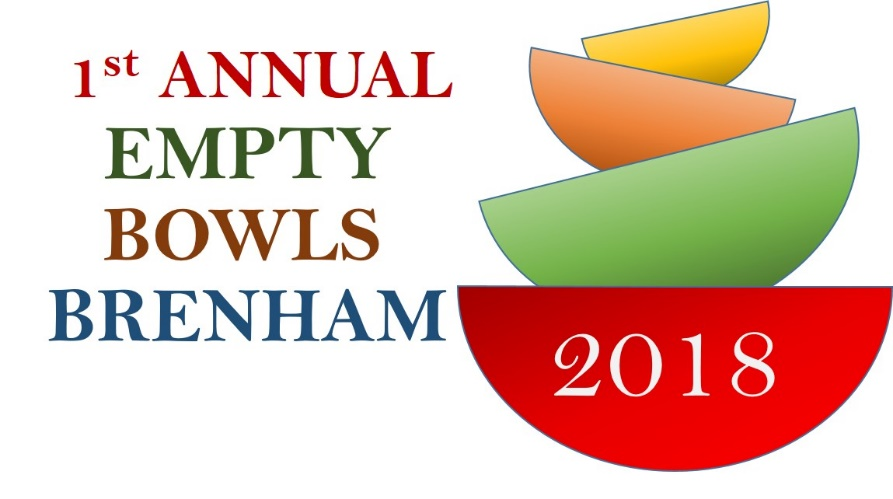 1st ANNUAL
EMPTY
BOWLS
BRENHAM
2018